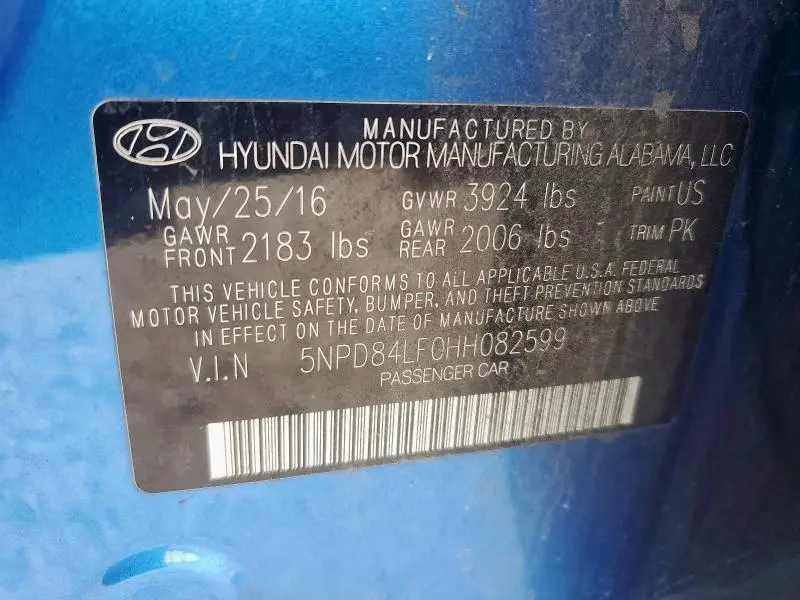 MANUFACTURED BY
HYUNDAI MOTOR MANUFACTURING ALABAMA, LLC
May/25/16 GVWR 3924 lbs PAINT US
GAWR FRONT 2183 lbs GAWR REAR 2006 lbs TRIM PK
THIS VEHICLE CONFORMS TO ALL APPLICABLE U.S.A. FEDERAL
MOTOR VEHICLE SAFETY, BUMPER, AND THEFT PREVENTION STANDARDS
IN EFFECT ON THE DATE OF MANUFACTURE SHOWN ABOVE
V.I.N 5NPD84LF0HH082599
PASSENGER CAR